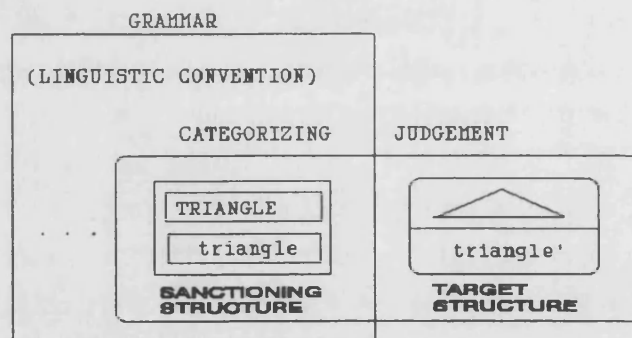 GRAMMAR
(LINGUISTIC CONVENTION)
CATEGORIZING JUDGEMENT
TRIANGLE
. . . . triangle triangle'
SANCTIONING STRUCTURE
TARGET STRUCTURE